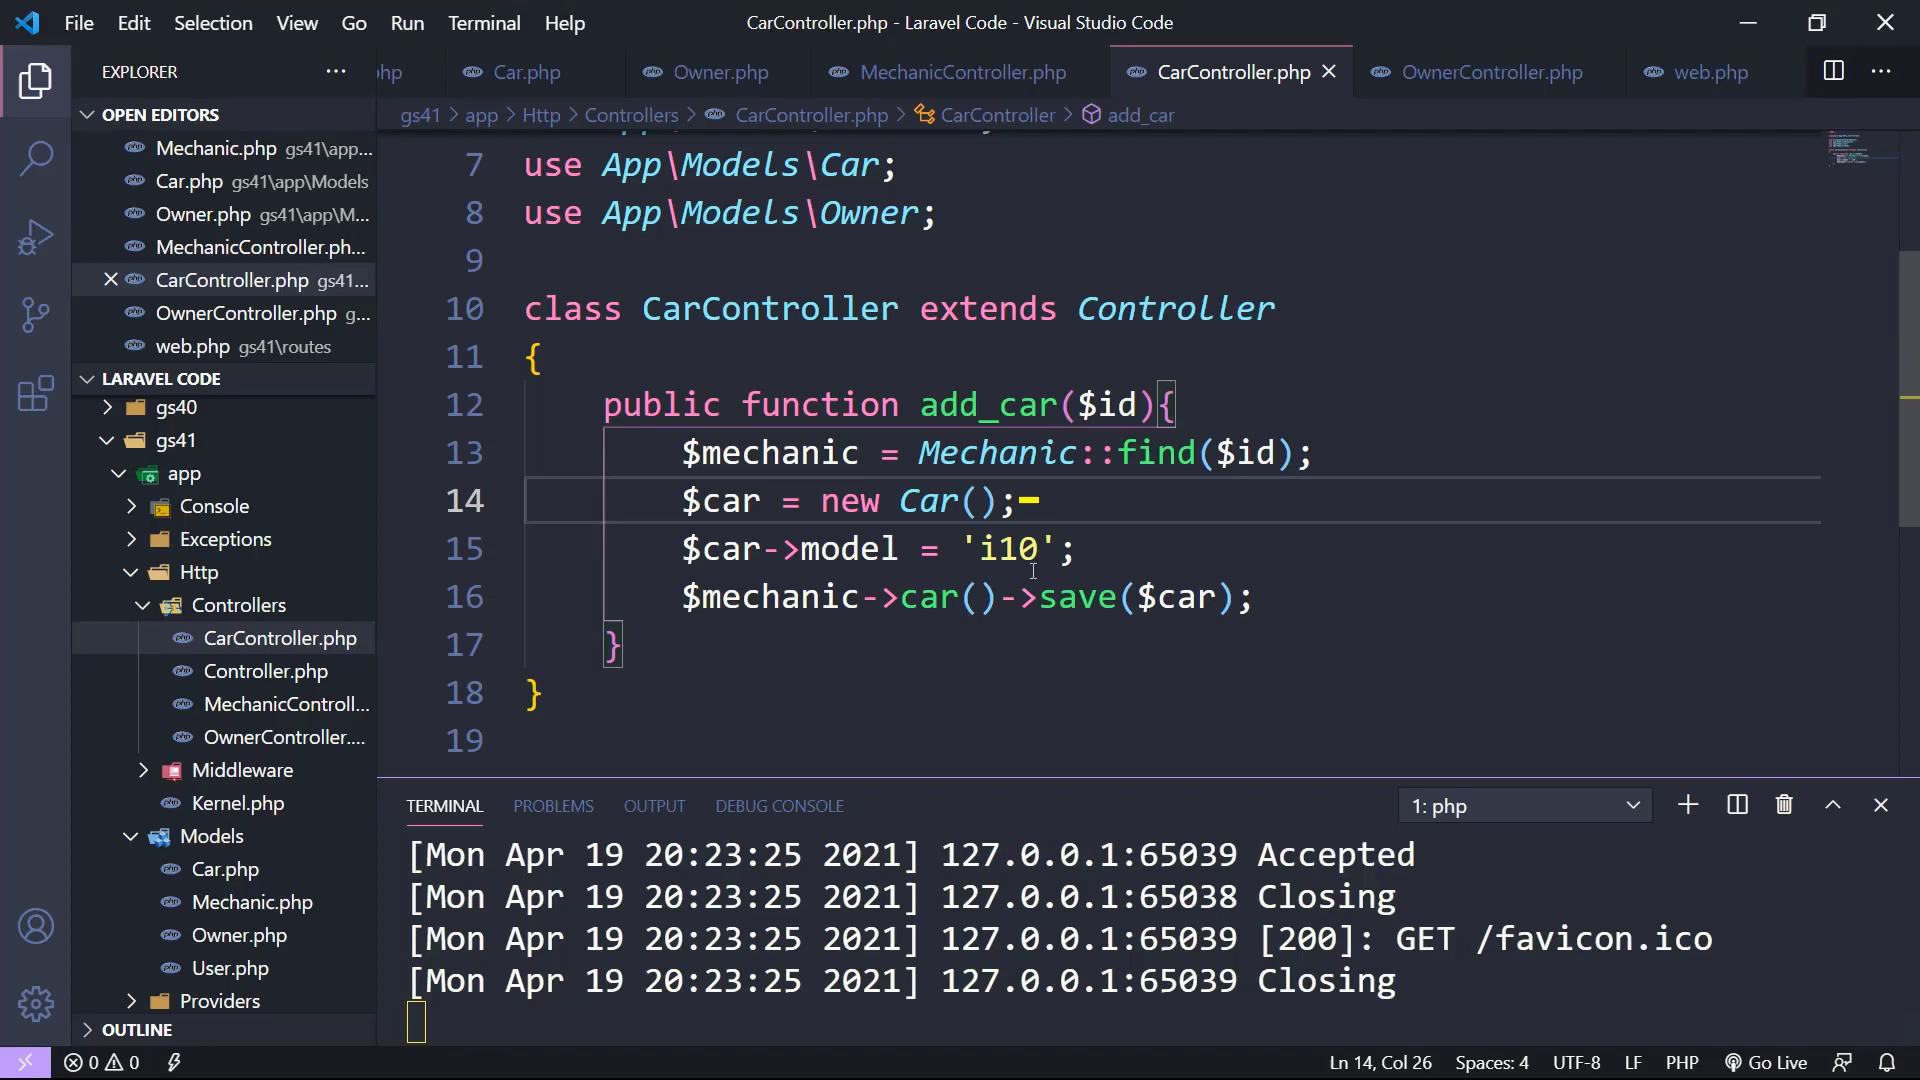 File Edit Selection View Go Run Terminal Help
CarController.php - Laravel Code - Visual Studio Code
EXPLORER
hp Car.php Owner.php MechanicController.php CarController.php OwnerController.php web.php
OPEN EDITORS
Mechanic.php gs41\app...
Car.php gs41\app\Models
Owner.php gs41\app\M...
MechanicController.ph...
CarController.php gs41...
OwnerController.php g...
web.php gs41\routes
LARAVEL CODE
gs40
gs41
app
Console
Exceptions
Http
Controllers
CarController.php
Controller.php
MechanicControll...
OwnerController....
Middleware
Kernel.php
Models
Car.php
Mechanic.php
Owner.php
User.php
Providers
OUTLINE
gs41 > app > Http > Controllers > CarController.php > CarController > add_car
7 use App\Models\Car;
8 use App\Models\Owner;
9
10 class CarController extends Controller
11 {
12 public function add_car($id){
13 $mechanic = Mechanic::find($id);
14 $car = new Car();
15 $car->model = 'i10';
16 $mechanic->car()->save($car);
17 }
18 }
19
TERMINAL PROBLEMS OUTPUT DEBUG CONSOLE 1: php
[Mon Apr 19 20:23:25 2021] 127.0.0.1:65039 Accepted
[Mon Apr 19 20:23:25 2021] 127.0.0.1:65038 Closing
[Mon Apr 19 20:23:25 2021] 127.0.0.1:65039 [200]: GET /favicon.ico
[Mon Apr 19 20:23:25 2021] 127.0.0.1:65039 Closing
0 0 Ln 14, Col 26 Spaces: 4 UTF-8 LF PHP Go Live